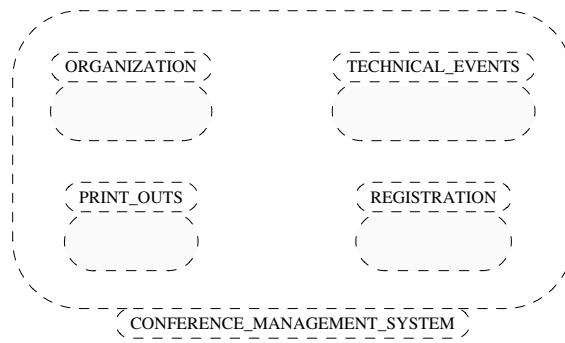 ORGANIZATION
TECHNICAL_EVENTS
PRINT_OUTS
REGISTRATION
CONFERENCE_MANAGEMENT_SYSTEM